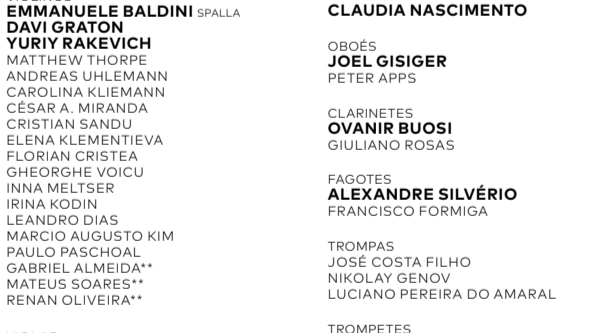 EMMANUELE BALDINI SPALLA
DAVI GRATON
YURIY RAKEVICH
MATTHEW THORPE
ANDREAS UHLEMANN
CAROLINA KLIEMANN
CÉSAR A. MIRANDA
CRISTIAN SANDU
ELENA KLEMENTIEVA
FLORIAN CRISTEA
GHEORGHE VOICU
INNA MELTSER
IRINA KODIN
LEANDRO DIAS
MARCIO AUGUSTO KIM
PAULO PASCHOAL
GABRIEL ALMEIDA**
MATEUS SOARES**
RENAN OLIVEIRA**
CLAUDIA NASCIMENTO
OBOÉS
JOEL GISIGER
PETER APPS
CLARINETES
OVANIR BUOSI
GIULIANO ROSAS
FAGOTES
ALEXANDRE SILVÉRIO
FRANCISCO FORMIGA
TROMPAS
JOSÉ COSTA FILHO
NIKOLAY GENOV
LUCIANO PEREIRA DO AMARAL
TROMPETES